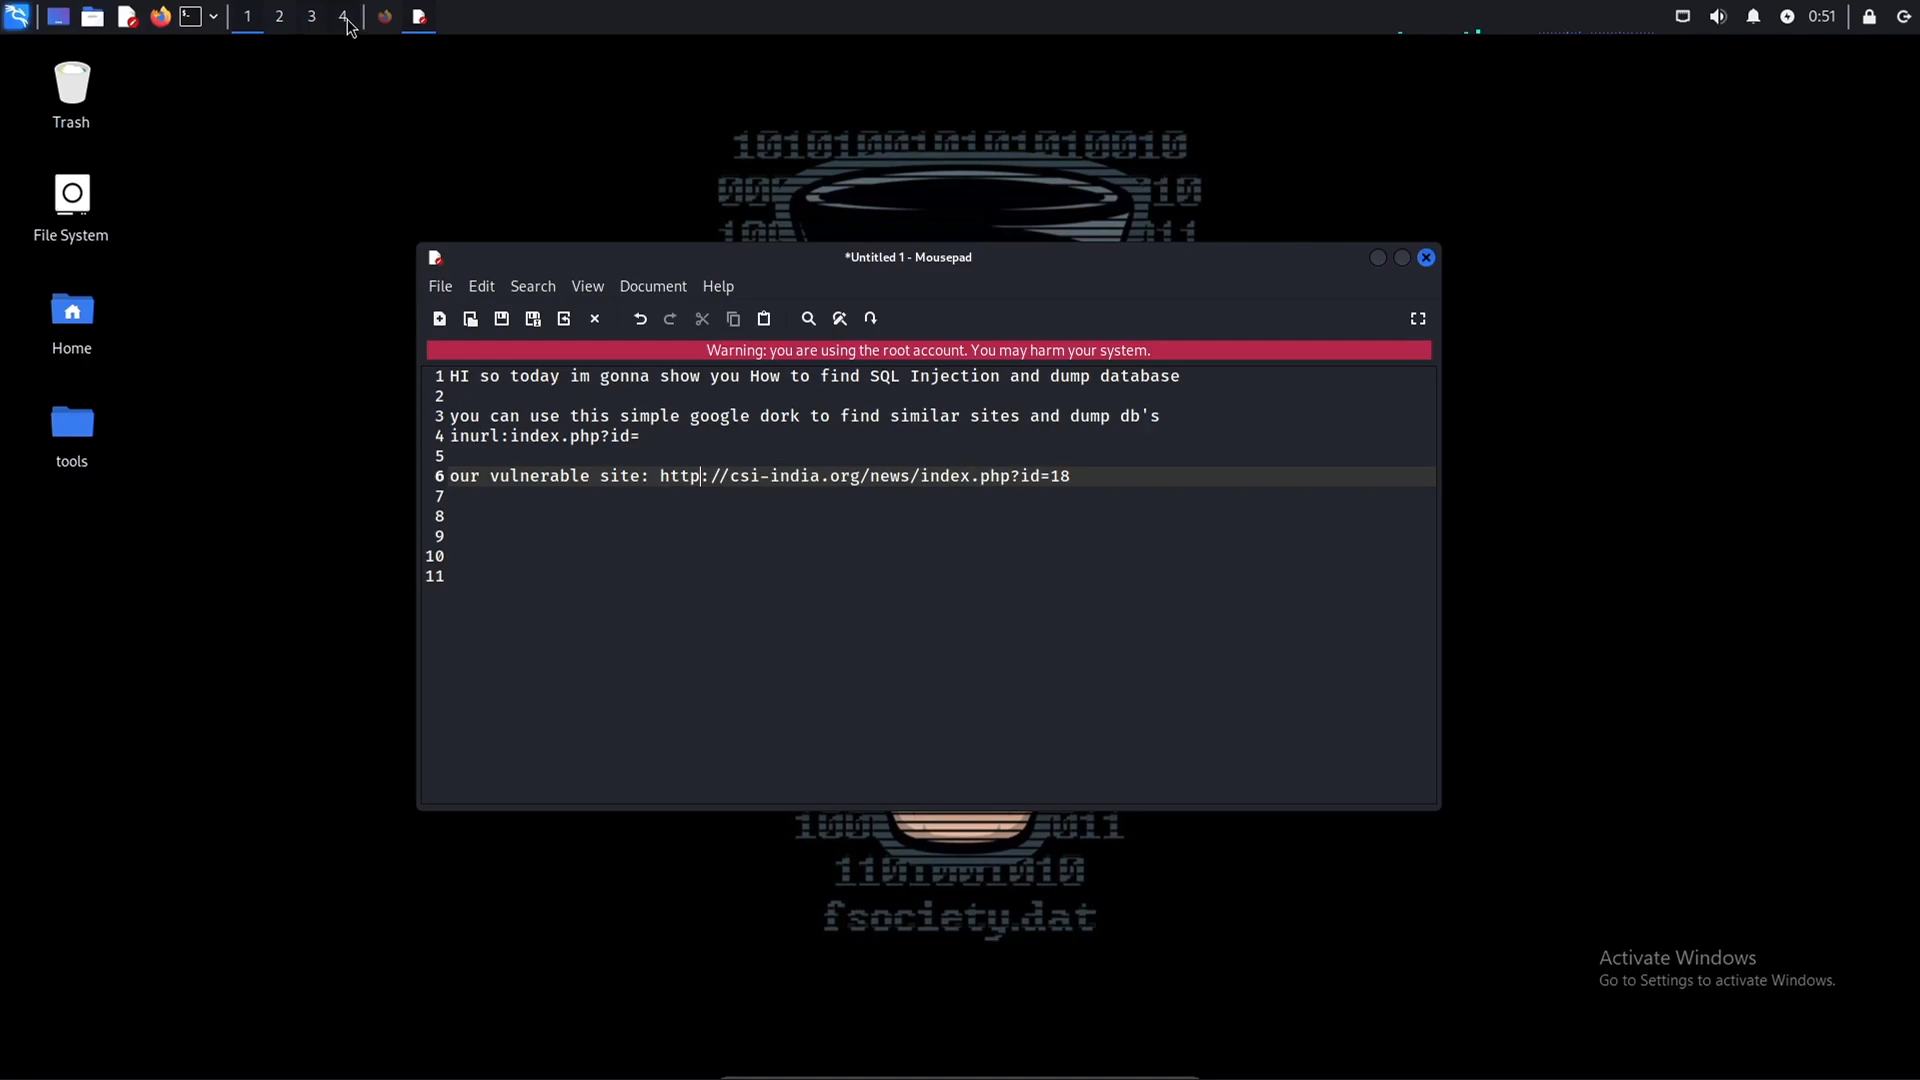 1 2 3 4
0:51
Trash
File System
Home
tools
10101001010101010010
*Untitled 1 - Mousepad
File Edit Search View Document Help
Warning: you are using the root account. You may harm your system.
1 HI so today im gonna show you How to find SQL Injection and dump database
2
3 you can use this simple google dork to find similar sites and dump db's
4 inurl:index.php?id=
5
6 our vulnerable site: http://csi-india.org/news/index.php?id=18
7
8
9
10
11
100 011
fsociety.dat
Activate Windows
Go to Settings to activate Windows.